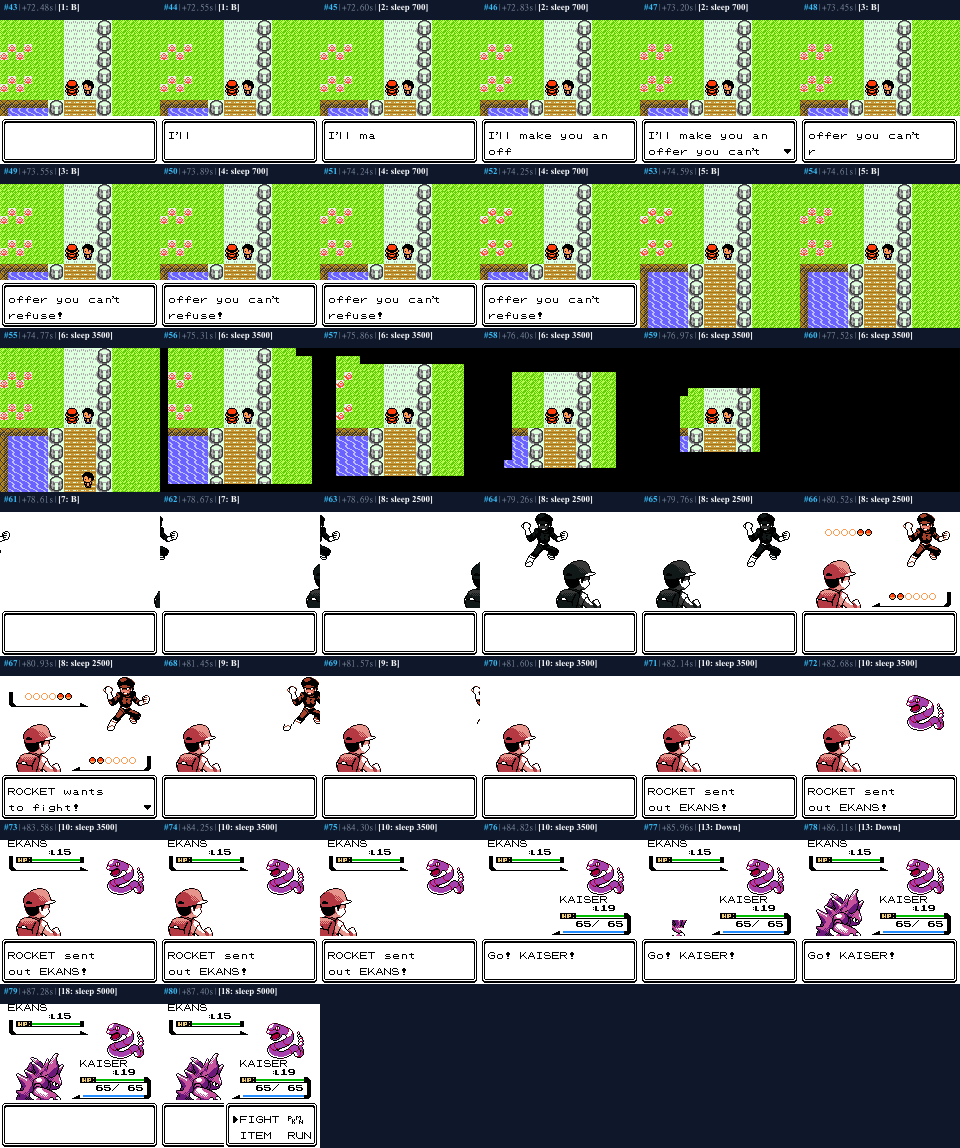 #43|+72.48s| [1: B] #44|+72.55s| [1: B] #45|+72.60s| [2: sleep 700] #46|+72.83s| [2: sleep 700] #47|+73.20s| [2: sleep 700] #48|+73.45s| [3: B]
I'll
I'll ma
I'll make you an
off
I'll make you an
offer you can't
offer you can't
r
#49|+73.55s| [3: B] #50|+73.89s| [4: sleep 700] #51|+74.24s| [4: sleep 700] #52|+74.25s| [4: sleep 700] #53|+74.59s| [5: B] #54|+74.61s| [5: B]
offer you can't
refuse!
offer you can't
refuse!
offer you can't
refuse!
offer you can't
refuse!
#55|+74.77s| [6: sleep 3500] #56|+75.31s| [6: sleep 3500] #57|+75.86s| [6: sleep 3500] #58|+76.40s| [6: sleep 3500] #59|+76.97s| [6: sleep 3500] #60|+77.52s| [6: sleep 3500]
#61|+78.61s| [7: B] #62|+78.67s| [7: B] #63|+78.69s| [8: sleep 2500] #64|+79.26s| [8: sleep 2500] #65|+79.76s| [8: sleep 2500] #66|+80.52s| [8: sleep 2500]
#67|+80.93s| [8: sleep 2500] #68|+81.45s| [9: B] #69|+81.57s| [9: B] #70|+81.60s| [10: sleep 3500] #71|+82.14s| [10: sleep 3500] #72|+82.68s| [10: sleep 3500]
ROCKET wants
to fight!
ROCKET sent
out EKANS!
ROCKET sent
out EKANS!
#73|+83.58s| [10: sleep 3500] #74|+84.25s| [10: sleep 3500] #75|+84.30s| [10: sleep 3500] #76|+84.82s| [10: sleep 3500] #77|+85.96s| [13: Down] #78|+86.11s| [13: Down]
EKANS
:L15
HP:
ROCKET sent
out EKANS!
EKANS
:L15
HP:
ROCKET sent
out EKANS!
EKANS
:L15
HP:
ROCKET sent
out EKANS!
EKANS
:L15
HP:
KAISER
:L19
HP:
65/ 65
Go! KAISER!
EKANS
:L15
HP:
KAISER
:L19
HP:
65/ 65
Go! KAISER!
EKANS
:L15
HP:
KAISER
:L19
HP:
65/ 65
Go! KAISER!
#79|+87.28s| [18: sleep 5000] #80|+87.40s| [18: sleep 5000]
EKANS
:L15
HP:
KAISER
:L19
HP:
65/ 65
EKANS
:L15
HP:
KAISER
:L19
HP:
65/ 65
FIGHT PKMN
ITEM RUN